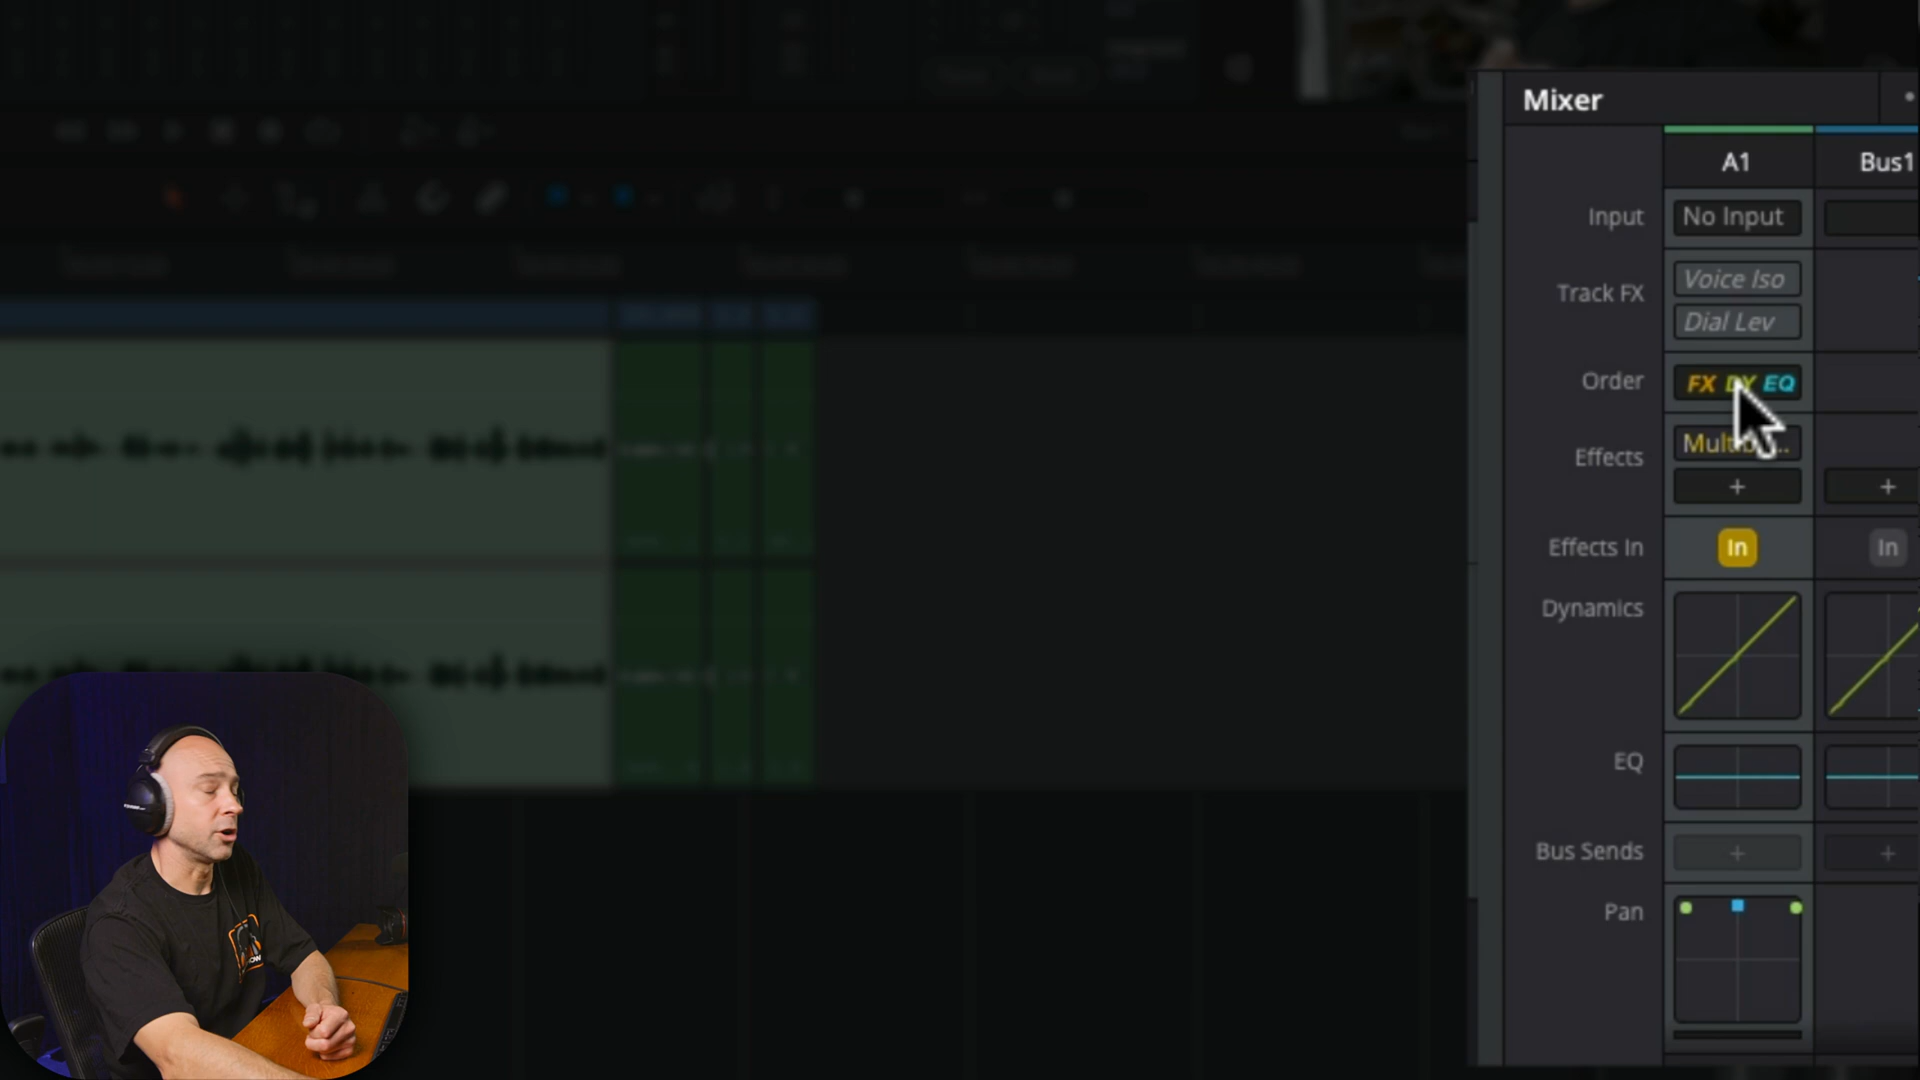 Mixer
A1 Bus1
Input No Input
Track FX Voice Iso
Dial Lev
Order FX DY EQ
Effects
+ +
Effects In In In
Dynamics
EQ
Bus Sends + +
Pan